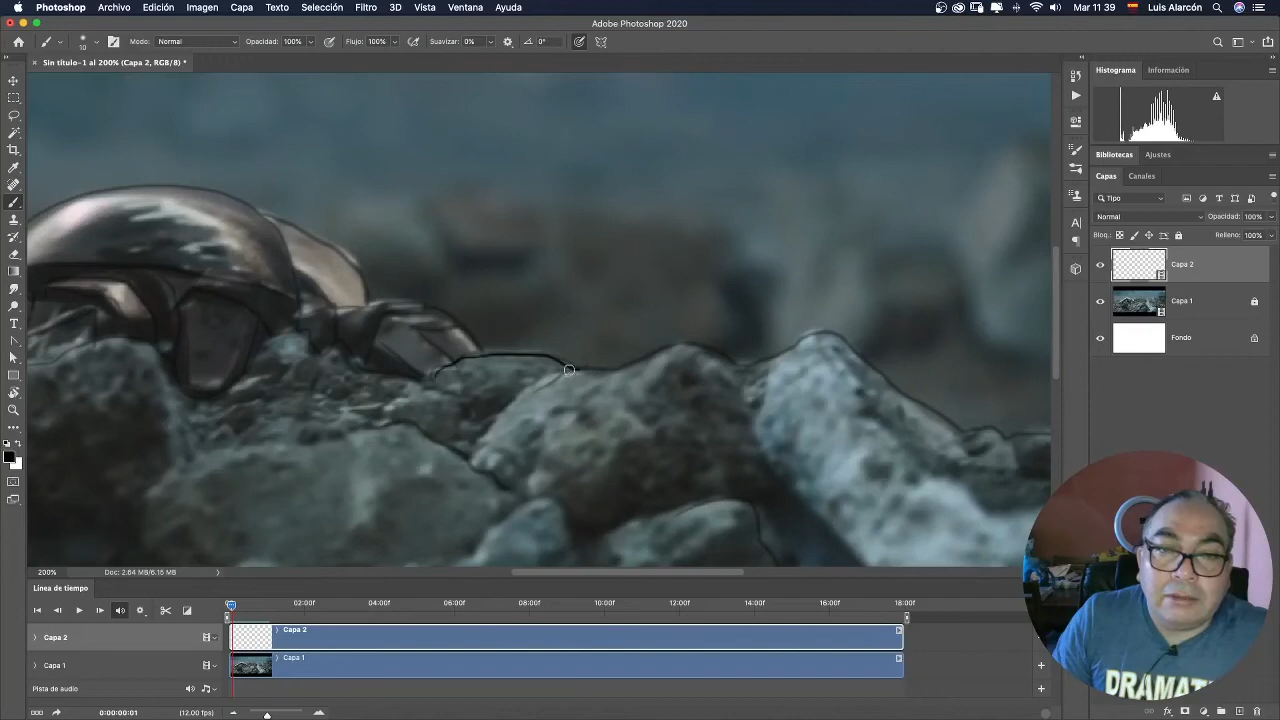 Photoshop Archivo Edición Imagen Capa Texto Selección Filtro 3D Vista Ventana Ayuda Mar 11 39 Luis Alarcón
Adobe Photoshop 2020
10 Modo: Normal Opacidad: 100% Flujo: 100% Suavizar: 0% 0°
Sin título-1 al 200% (Capa 2, RGB/8) *
Histograma Información
Bibliotecas Ajustes
Capas Canales
Tipo
Normal Opacidad: 100%
Bloq.: Relleno: 100%
Capa 2
Capa 1
Fondo
200% Doc: 2.64 MB/6.15 MB
Línea de tiempo
02:00f 04:00f 06:00f 08:00f 10:00f 12:00f 14:00f 16:00f 18:00f
Capa 2 Capa 2
Capa 1 Capa 1
Pista de audio
0:00:00:01 (12.00 fps)
DRAMAT